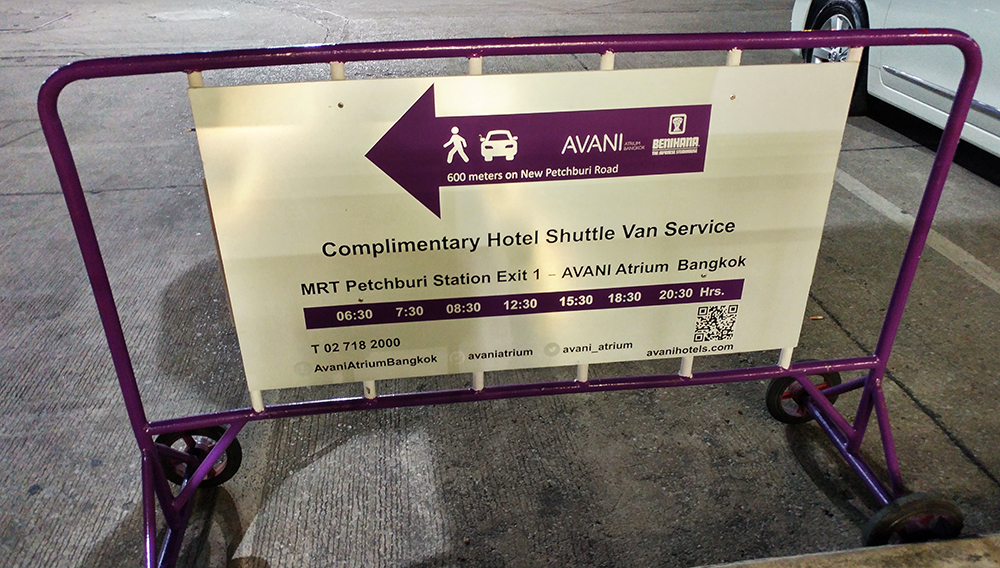 AVANI ATRIUM BANGKOK
BENIHANA
THE JAPANESE STEAKHOUSE
600 meters on New Petchburi Road
Complimentary Hotel Shuttle Van Service
MRT Petchburi Station Exit 1 – AVANI Atrium Bangkok
06:30 7:30 08:30 12:30 15:30 18:30 20:30 Hrs.
T 02 718 2000
AvaniAtriumBangkok avaniatrium avani_atrium avanihotels.com